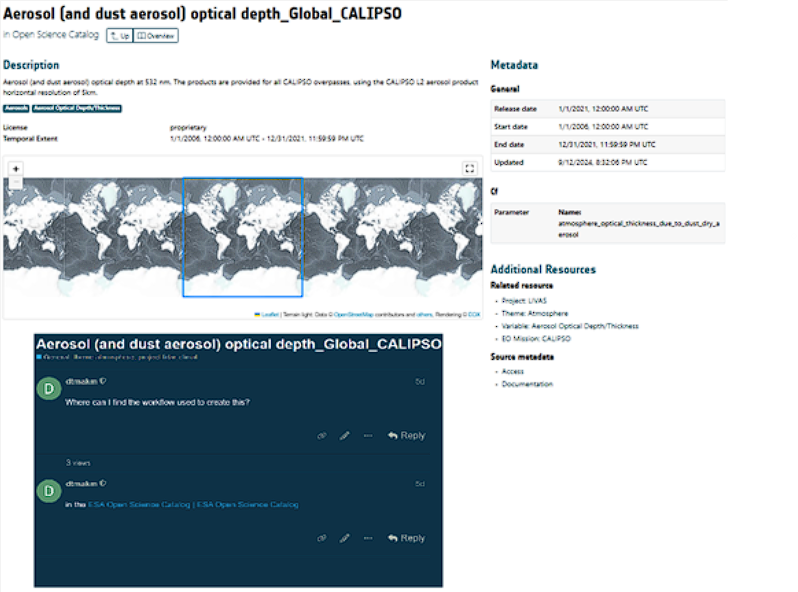 Aerosol (and dust aerosol) optical depth_Global_CALIPSO
in Open Science Catalog Up Overview
Description
Aerosol (and dust aerosol) optical depth at 532 nm. The products are provided for all CALIPSO overpasses, using the CALIPSO L2 aerosol product
horizontal resolution of 5km.
Aerosols Aerosol Optical Depth/Thickness
License proprietary
Temporal Extent 1/1/2006, 12:00:00 AM UTC - 12/31/2021, 11:59:59 PM UTC
+
-
Leaflet | Terrain light: Data © OpenStreetMap contributors and others, Rendering © EOX
Metadata
General
Release date 1/1/2021, 12:00:00 AM UTC
Start date 1/1/2006, 12:00:00 AM UTC
End date 12/31/2021, 11:59:59 PM UTC
Updated 9/12/2024, 8:32:06 PM UTC
Cf
Parameter Name:
atmosphere_optical_thickness_due_to_dust_dry_a
erosol
Additional Resources
Related resource
Project: LIVAS
Theme: Atmosphere
Variable: Aerosol Optical Depth/Thickness
EO Mission: CALIPSO
Source metadata
Access
Documentation
Aerosol (and dust aerosol) optical depth_Global_CALIPSO
General
D
5d
Where can I find the workflow used to create this?
... Reply
3 views
D
5d
in the ESA Open Science Catalog | ESA Open Science Catalog
... Reply